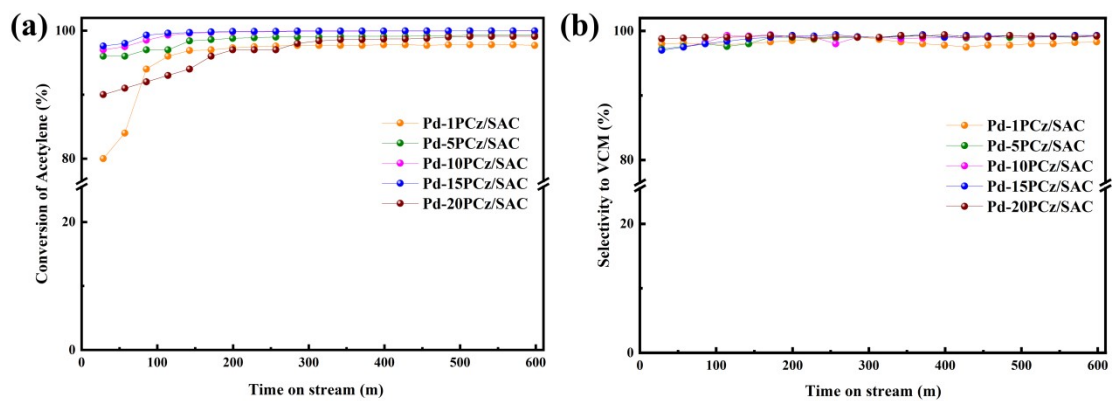 (a)
100
80
20
0
Conversion of Acetylene (%)
Pd-1PCz/SAC
Pd-5PCz/SAC
Pd-10PCz/SAC
Pd-15PCz/SAC
Pd-20PCz/SAC
0 100 200 300 400 500 600
Time on stream (m)
(b)
100
80
20
0
Selectivity to VCM (%)
Pd-1PCz/SAC
Pd-5PCz/SAC
Pd-10PCz/SAC
Pd-15PCz/SAC
Pd-20PCz/SAC
0 100 200 300 400 500 600
Time on stream (m)